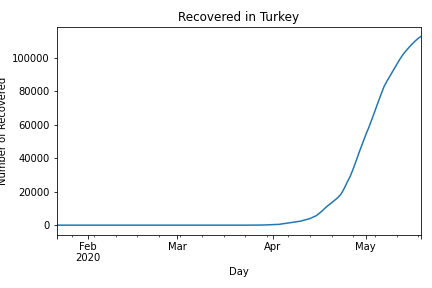 Recovered in Turkey
Number of Recovered
100000
80000
60000
40000
20000
0
Feb
2020
Mar
Apr
May
Day